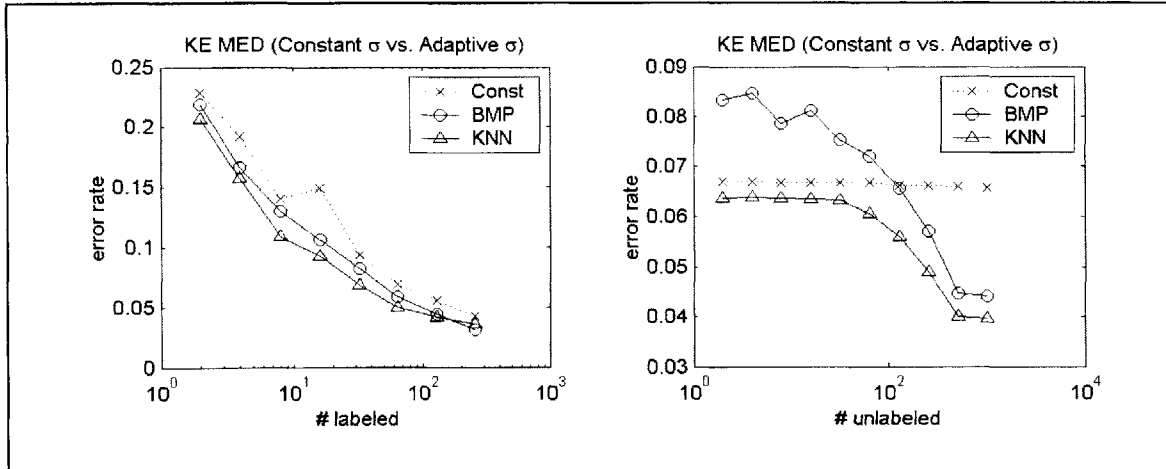 KE MED (Constant σ vs. Adaptive σ)
0.25
0.2
0.15
0.1
0.05
0
error rate
10^0
10^1
10^2
10^3
# labeled
Const
BMP
KNN
KE MED (Constant σ vs. Adaptive σ)
0.09
0.08
0.07
0.06
0.05
0.04
0.03
error rate
10^0
10^2
10^4
# unlabeled
Const
BMP
KNN